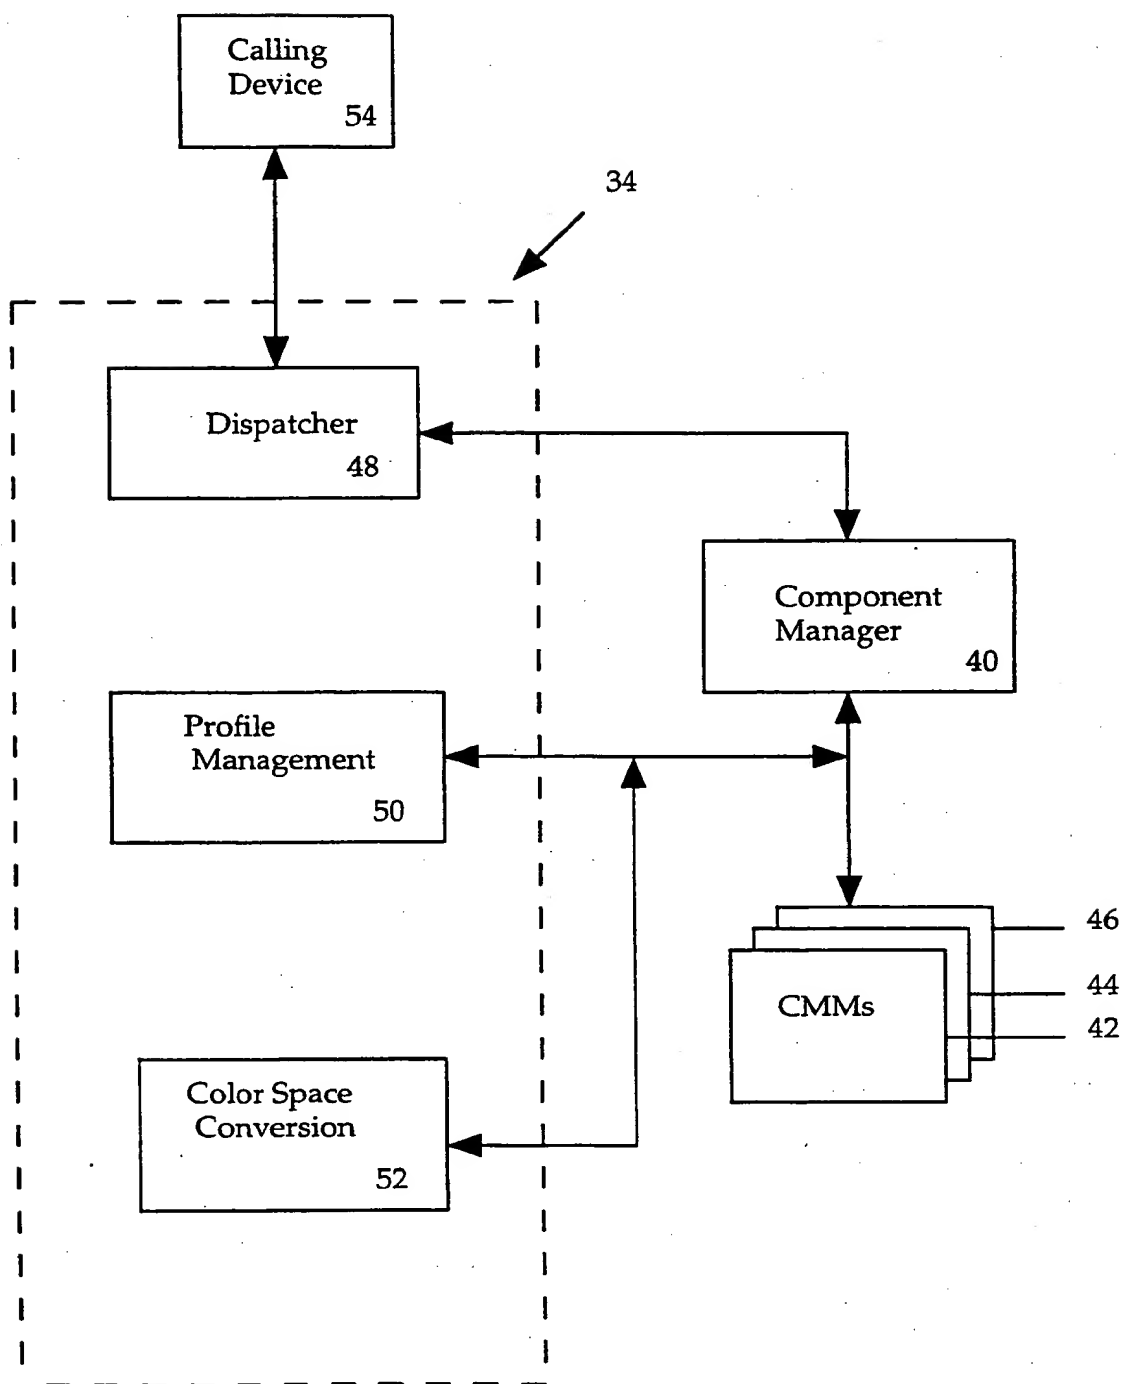 Calling
Device
54
34
Dispatcher
48
Component
Manager
40
Profile
Management
50
46
44
42
CMMs
Color Space
Conversion
52